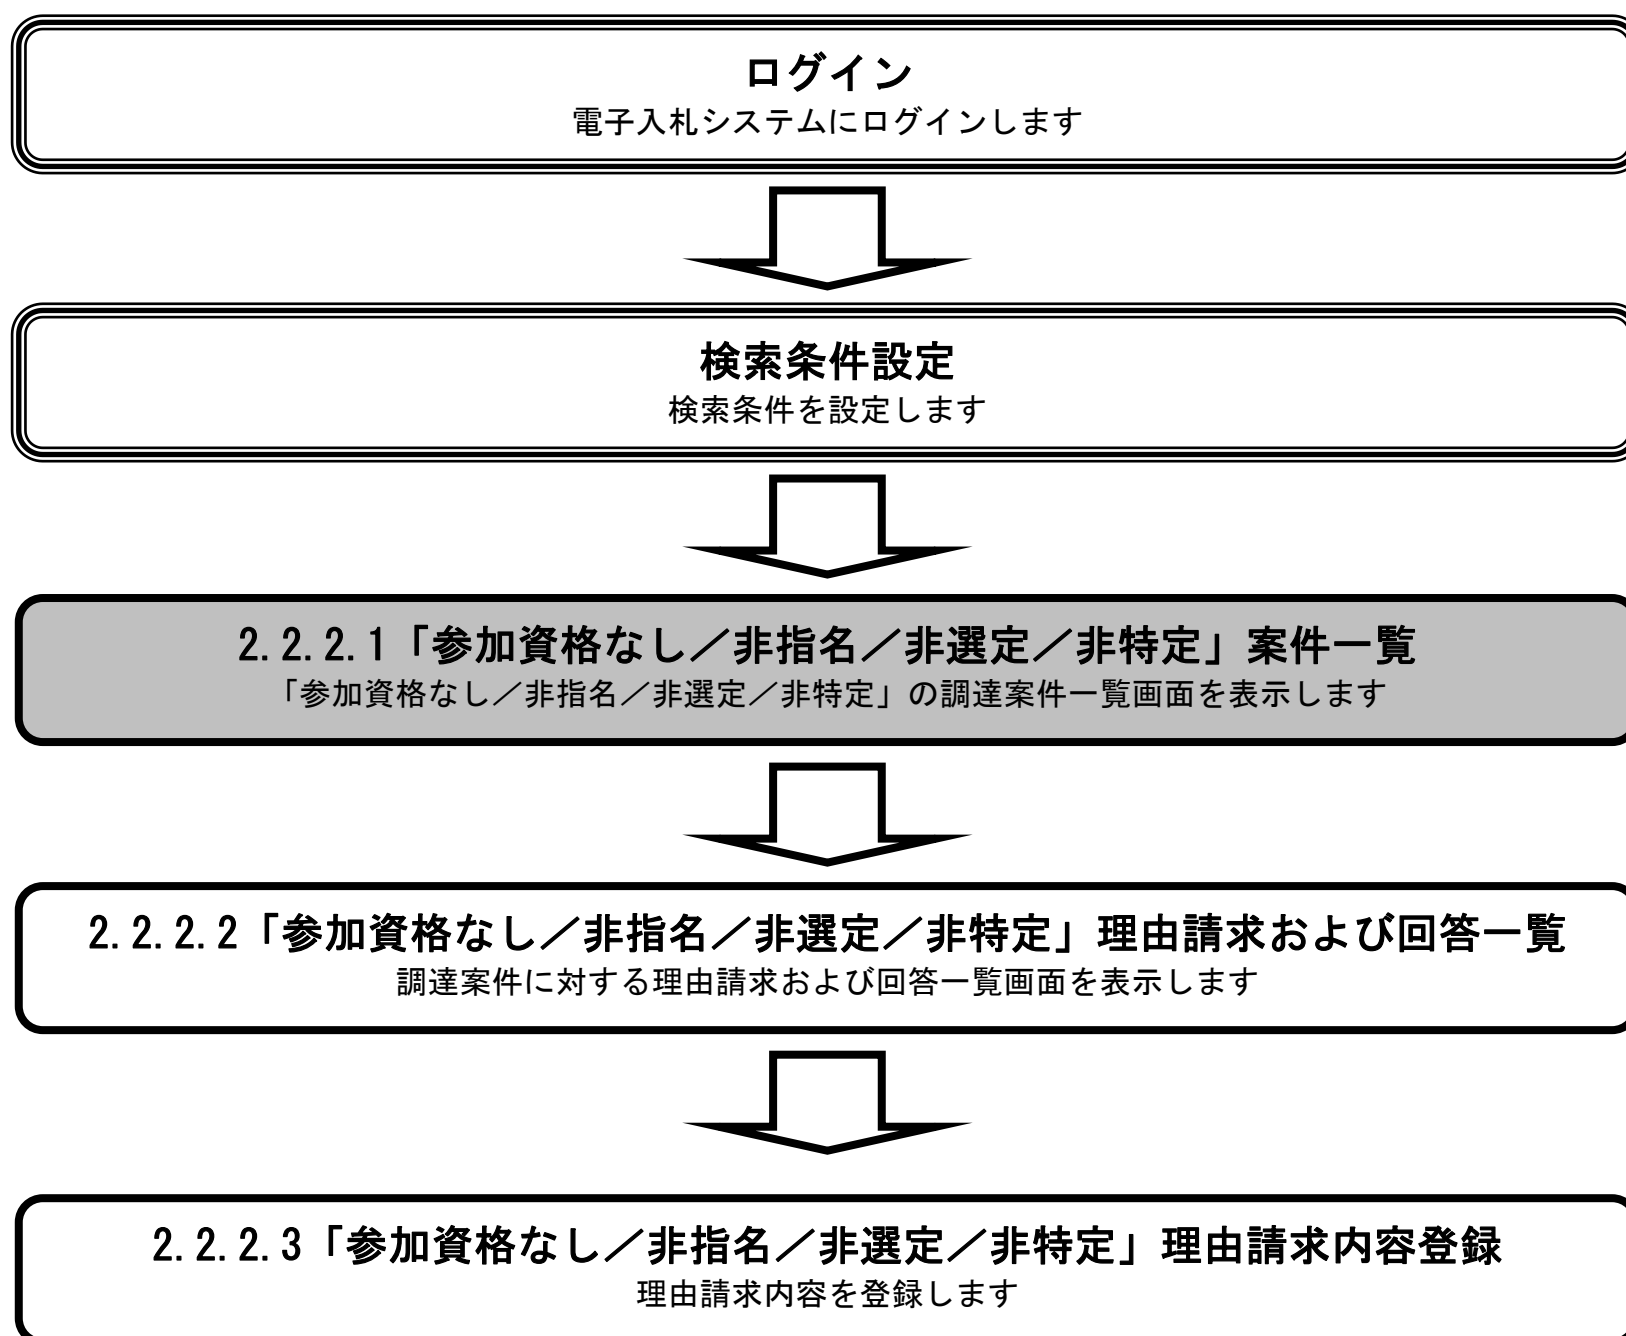 ログイン
電子入札システムにログインします
検索条件設定
検索条件を設定します
2.2.2.1「参加資格なし／非指名／非選定／非特定」案件一覧
「参加資格なし／非指名／非選定／非特定」の調達案件一覧画面を表示します
2.2.2.2「参加資格なし／非指名／非選定／非特定」理由請求および回答一覧
調達案件に対する理由請求および回答一覧画面を表示します
2.2.2.3「参加資格なし／非指名／非選定／非特定」理由請求内容登録
理由請求内容を登録します